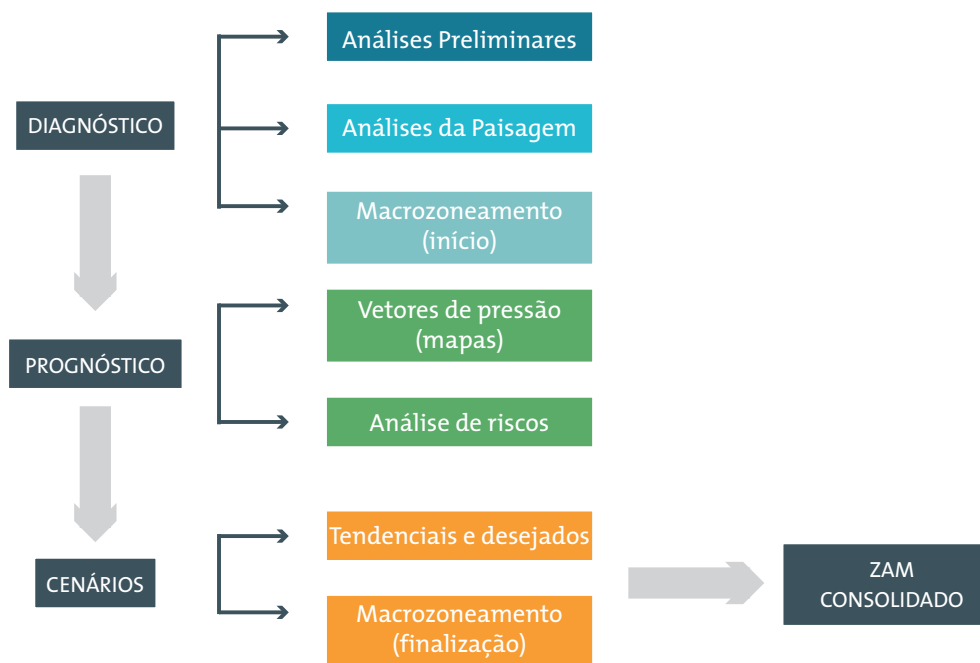 DIAGNÓSTICO
Análises Preliminares
Análises da Paisagem
Macrozoneamento
(início)
PROGNÓSTICO
Vetores de pressão
(mapas)
Análise de riscos
CENÁRIOS
Tendenciais e desejados
Macrozoneamento
(finalização)
ZAM
CONSOLIDADO